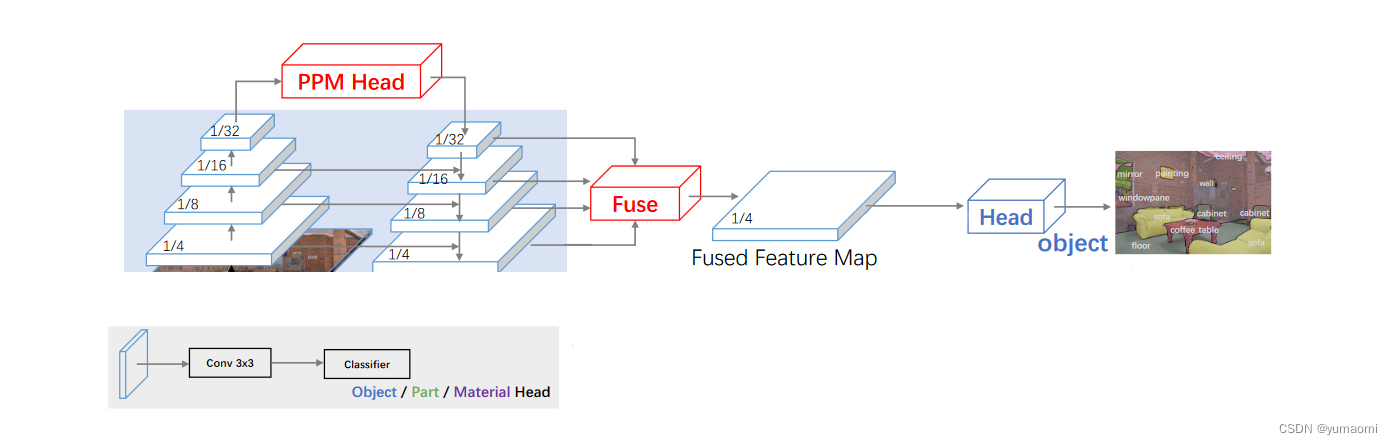 PPM Head
1/32
1/16
1/8
1/4
1/32
1/16
1/8
1/4
Fuse
1/4
Fused Feature Map
Head
object
ceiling
mirror
painting
wall
windowpane
sofa
cabinet
cabinet
coffee table
floor
sofa
Conv 3x3
Classifier
Object / Part / Material Head
CSDN @yumaomi